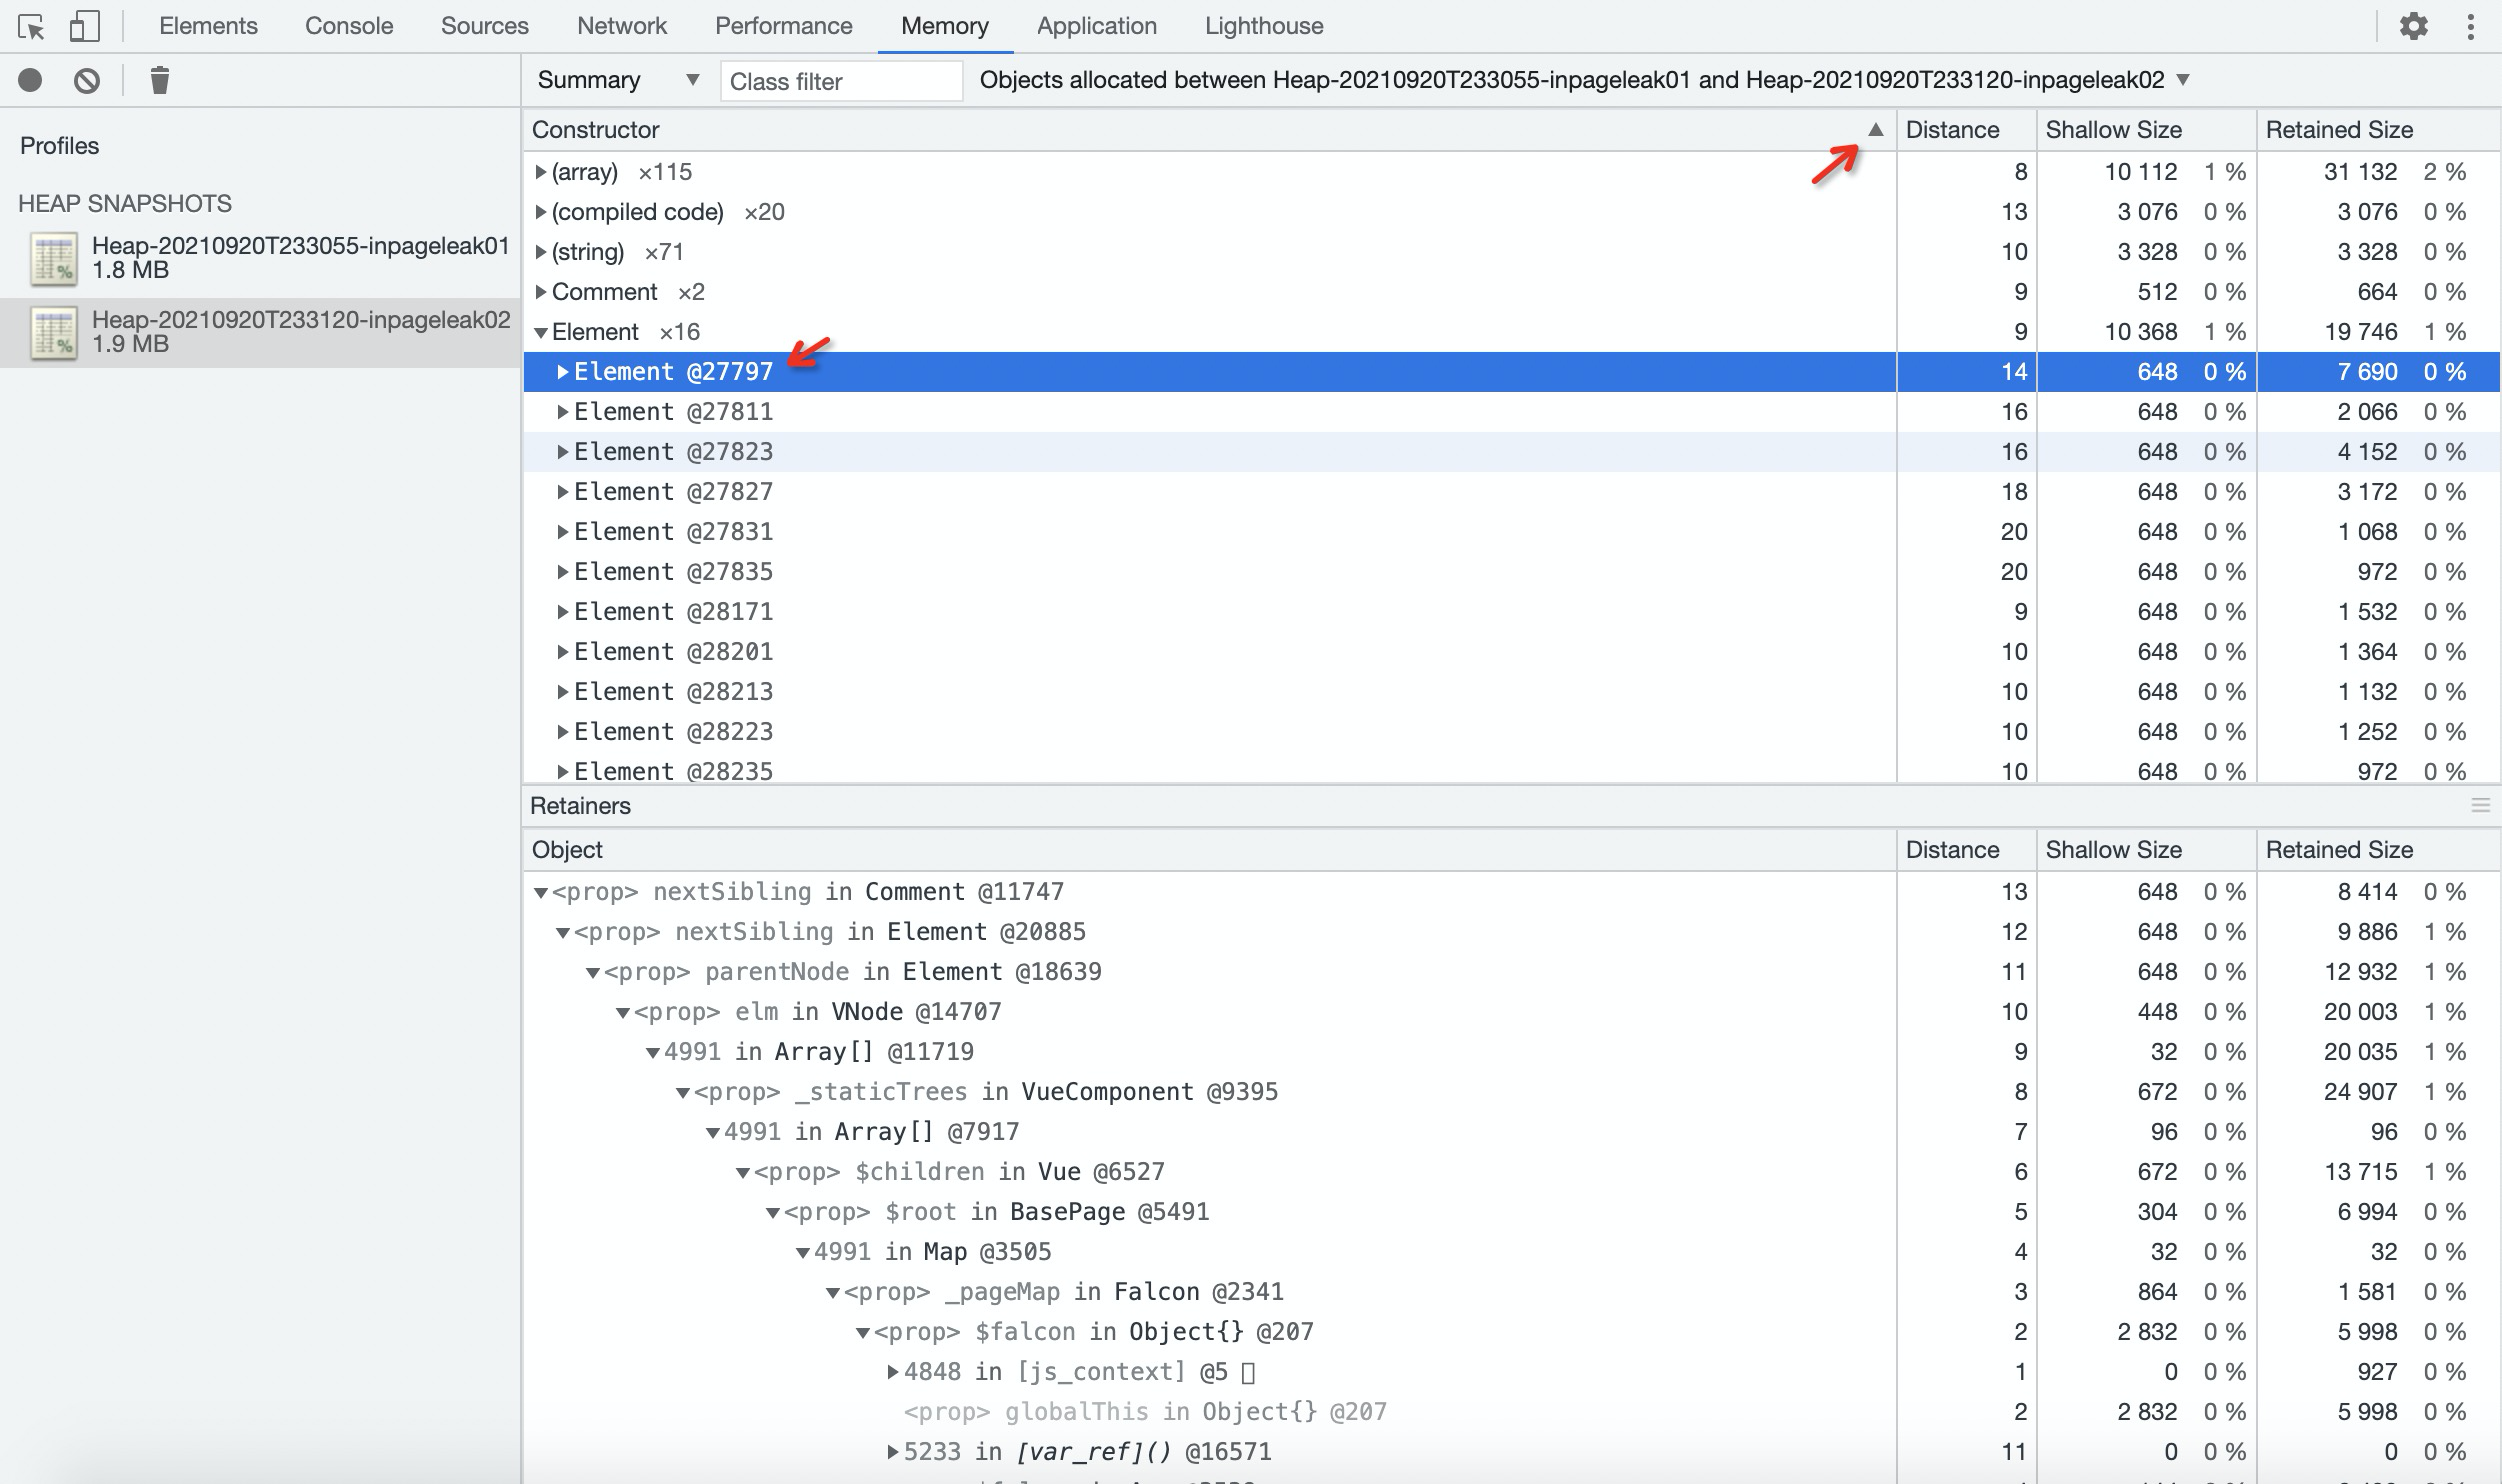 Elements Console Sources Network Performance Memory Application Lighthouse
Summary ▼ Class filter Objects allocated between Heap-20210920T233055-inpageleak01 and Heap-20210920T233120-inpageleak02 ▼
Profiles
HEAP SNAPSHOTS
Heap-20210920T233055-inpageleak01
1.8 MB
Heap-20210920T233120-inpageleak02
1.9 MB
Constructor ▲ Distance Shallow Size Retained Size
▶(array) ×115 8 10 112 1 % 31 132 2 %
▶(compiled code) ×20 13 3 076 0 % 3 076 0 %
▶(string) ×71 10 3 328 0 % 3 328 0 %
▶Comment ×2 9 512 0 % 664 0 %
▼Element ×16 9 10 368 1 % 19 746 1 %
▶Element @27797 14 648 0 % 7 690 0 %
▶Element @27811 16 648 0 % 2 066 0 %
▶Element @27823 16 648 0 % 4 152 0 %
▶Element @27827 18 648 0 % 3 172 0 %
▶Element @27831 20 648 0 % 1 068 0 %
▶Element @27835 20 648 0 % 972 0 %
▶Element @28171 9 648 0 % 1 532 0 %
▶Element @28201 10 648 0 % 1 364 0 %
▶Element @28213 10 648 0 % 1 132 0 %
▶Element @28223 10 648 0 % 1 252 0 %
▶Element @28235 10 648 0 % 972 0 %
Retainers
Object Distance Shallow Size Retained Size
▼<prop> nextSibling in Comment @11747 13 648 0 % 8 414 0 %
▼<prop> nextSibling in Element @20885 12 648 0 % 9 886 1 %
▼<prop> parentNode in Element @18639 11 648 0 % 12 932 1 %
▼<prop> elm in VNode @14707 10 448 0 % 20 003 1 %
▼4991 in Array[] @11719 9 32 0 % 20 035 1 %
▼<prop> _staticTrees in VueComponent @9395 8 672 0 % 24 907 1 %
▼4991 in Array[] @7917 7 96 0 % 96 0 %
▼<prop> $children in Vue @6527 6 672 0 % 13 715 1 %
▼<prop> $root in BasePage @5491 5 304 0 % 6 994 0 %
▼4991 in Map @3505 4 32 0 % 32 0 %
▼<prop> _pageMap in Falcon @2341 3 864 0 % 1 581 0 %
▼<prop> $falcon in Object{} @207 2 2 832 0 % 5 998 0 %
▶4848 in [js_context] @5 1 0 0 % 927 0 %
<prop> globalThis in Object{} @207 2 2 832 0 % 5 998 0 %
▶5233 in [var_ref]() @16571 11 0 0 % 0 0 %